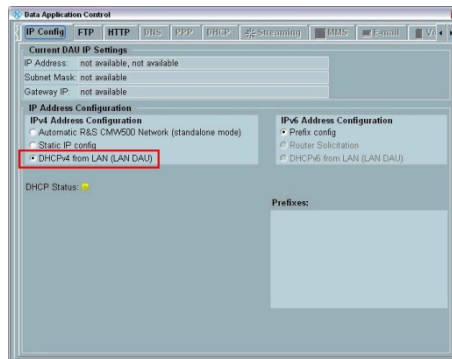 Data Application Control
IP Config FTP HTTP DNS PPP DHCP Streaming MMS E-mail
Current DAU IP Settings
IP Address: not available, not available
Subnet Mask: not available
Gateway IP: not available
IP Address Configuration
IPv4 Address Configuration
Automatic R&S CMW500 Network (standalone mode)
Static IP config
DHCPv4 from LAN (LAN DAU)
IPv6 Address Configuration
Prefix config
Router Solicitation
DHCPv6 from LAN (LAN DAU)
DHCP Status:
Prefixes: